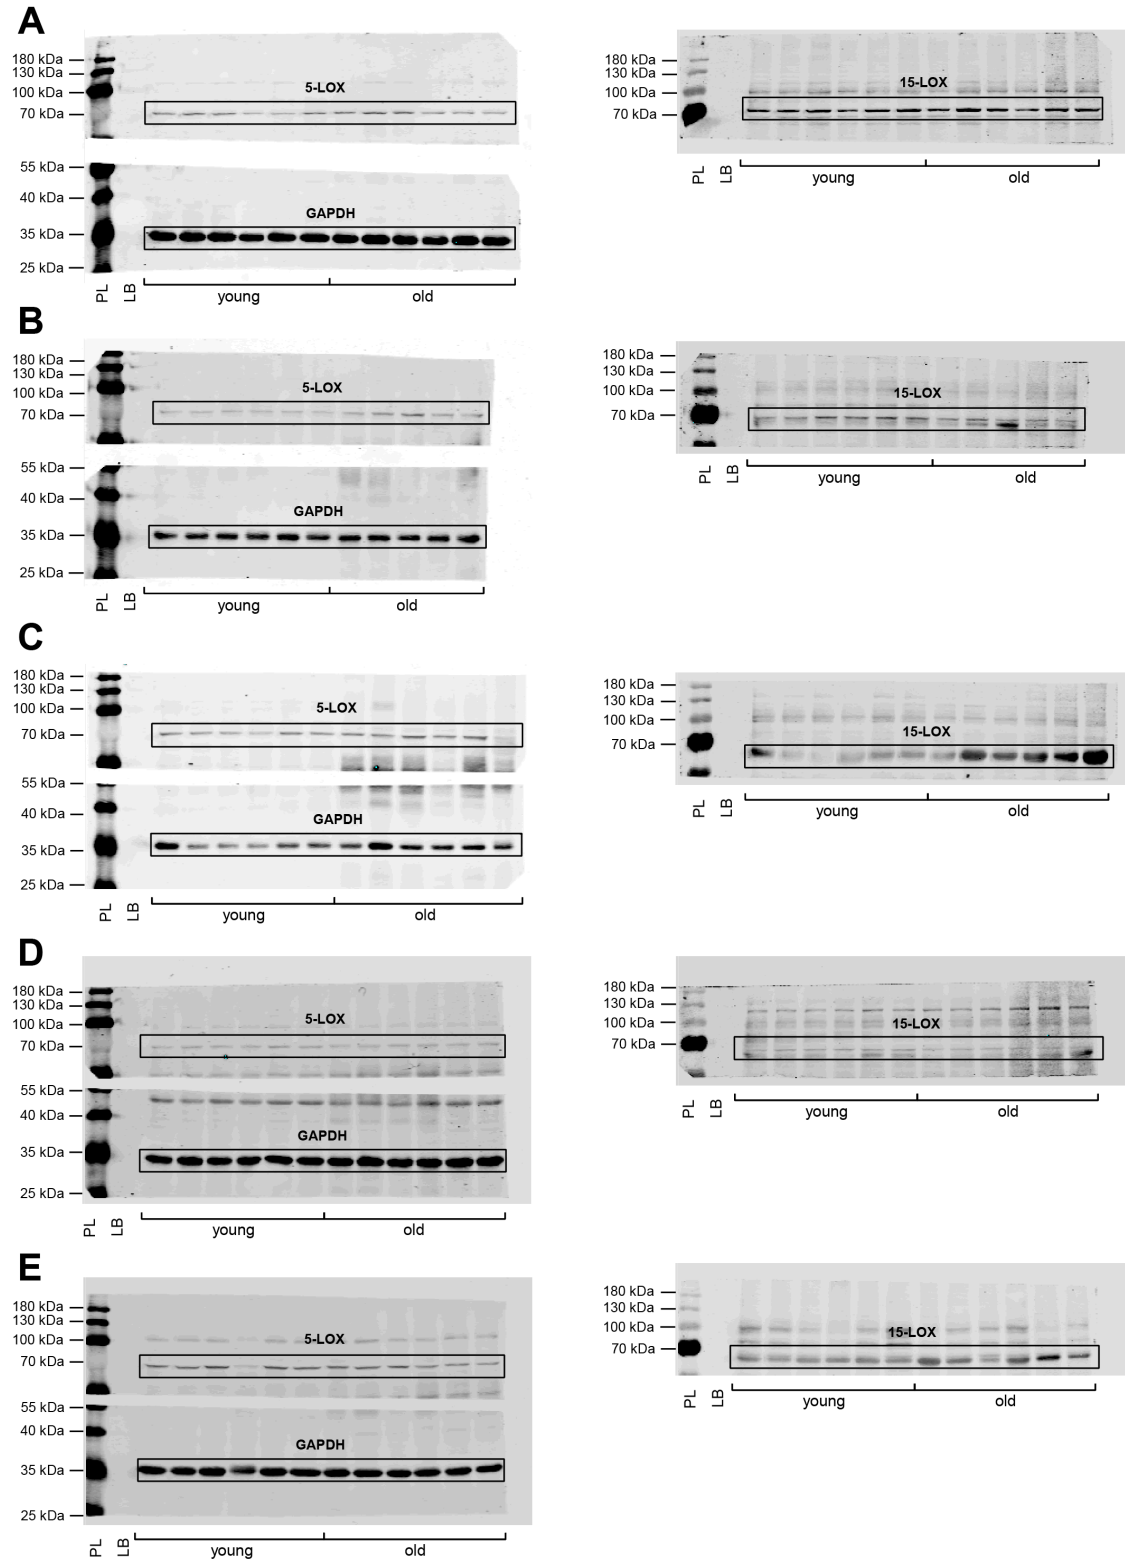 A
180 kDa
130 kDa
100 kDa
70 kDa
5-LOX
55 kDa
40 kDa
35 kDa
25 kDa
GAPDH
PL
LB
young
old
180 kDa
130 kDa
100 kDa
70 kDa
15-LOX
PL
LB
young
old
B
180 kDa
130 kDa
100 kDa
70 kDa
5-LOX
55 kDa
40 kDa
35 kDa
25 kDa
GAPDH
PL
LB
young
old
180 kDa
130 kDa
100 kDa
70 kDa
15-LOX
PL
LB
young
old
C
180 kDa
130 kDa
100 kDa
70 kDa
5-LOX
55 kDa
40 kDa
35 kDa
25 kDa
GAPDH
PL
LB
young
old
180 kDa
130 kDa
100 kDa
70 kDa
15-LOX
PL
LB
young
old
D
180 kDa
130 kDa
100 kDa
70 kDa
5-LOX
55 kDa
40 kDa
35 kDa
25 kDa
GAPDH
PL
LB
young
old
180 kDa
130 kDa
100 kDa
70 kDa
15-LOX
PL
LB
young
old
E
180 kDa
130 kDa
100 kDa
70 kDa
5-LOX
55 kDa
40 kDa
35 kDa
25 kDa
GAPDH
PL
LB
young
old
180 kDa
130 kDa
100 kDa
70 kDa
15-LOX
PL
LB
young
old